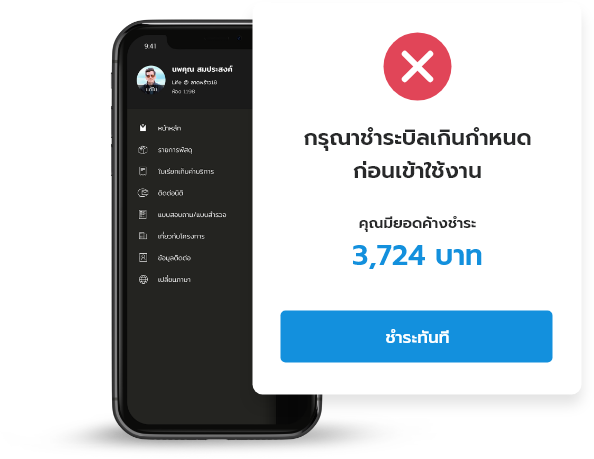 9:41
นพคุณ สมประสงค์
Life @ ลาดพร้าว18
ห้อง 1198
หน้าหลัก
รายการพัสดุ
ใบเรียกเก็บค่าบริการ
ติดต่อนิติ
แบบสอบถาม/แบบสำรวจ
เกี่ยวกับโครงการ
ข้อมูลติดต่อ
เปลี่ยนภาษา
กรุณาชำระบิลเกินกำหนด
ก่อนเข้าใช้งาน
คุณมียอดค้างชำระ
3,724 บาท
ชำระทันที